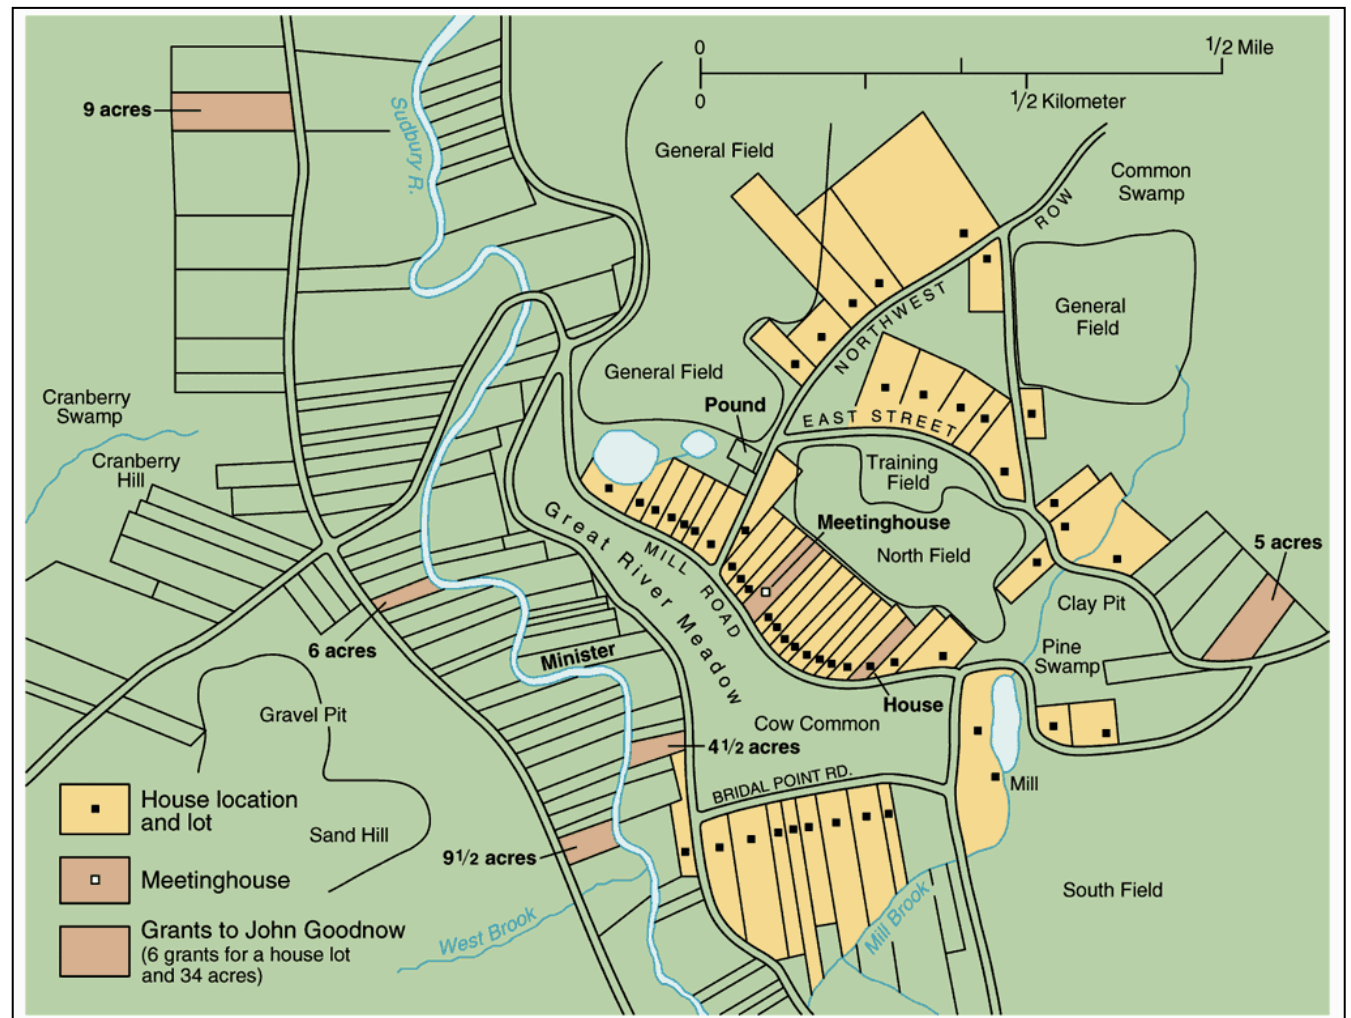 0
1/2 Mile
0
1/2 Kilometer
9 acres
Sudbury R.
General Field
Common
Swamp
ROW
General
Field
NORTHWEST
General Field
Cranberry
Swamp
Pound
EAST STREET
Cranberry
Hill
Training
Field
Meetinghouse
North Field
5 acres
Great River Meadow
MILL ROAD
Clay Pit
6 acres
Minister
Pine
Swamp
House
Gravel Pit
Cow Common
4 1/2 acres
BRIDAL POINT RD.
Mill
House location
and lot
Sand Hill
9 1/2 acres
Meetinghouse
South Field
Grants to John Goodnow
(6 grants for a house lot
and 34 acres)
West Brook
Mill Brook